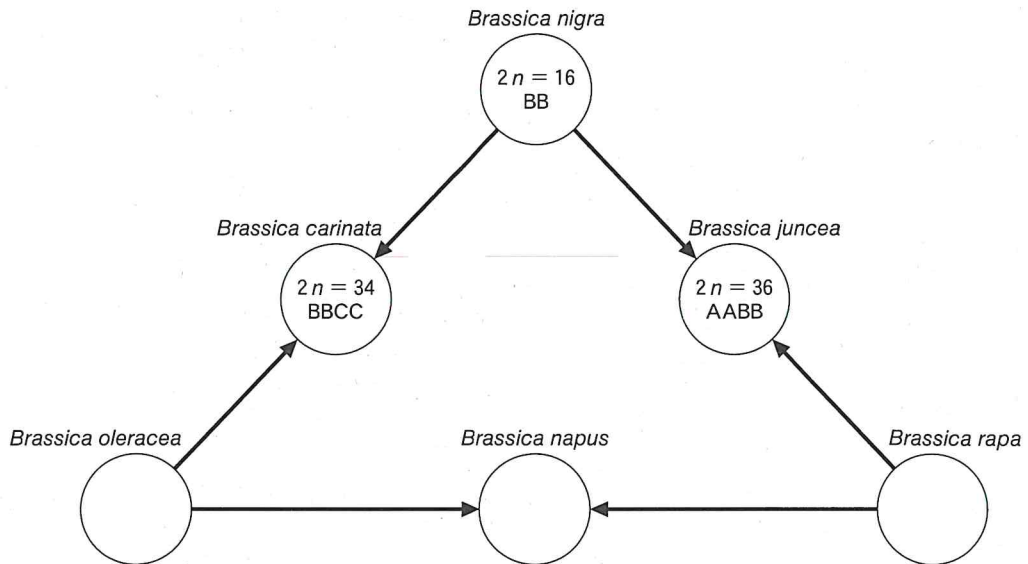 Brassica nigra
2n = 16
BB
Brassica carinata
Brassica juncea
2n = 34
BBCC
2n = 36
AABB
Brassica oleracea
Brassica napus
Brassica rapa